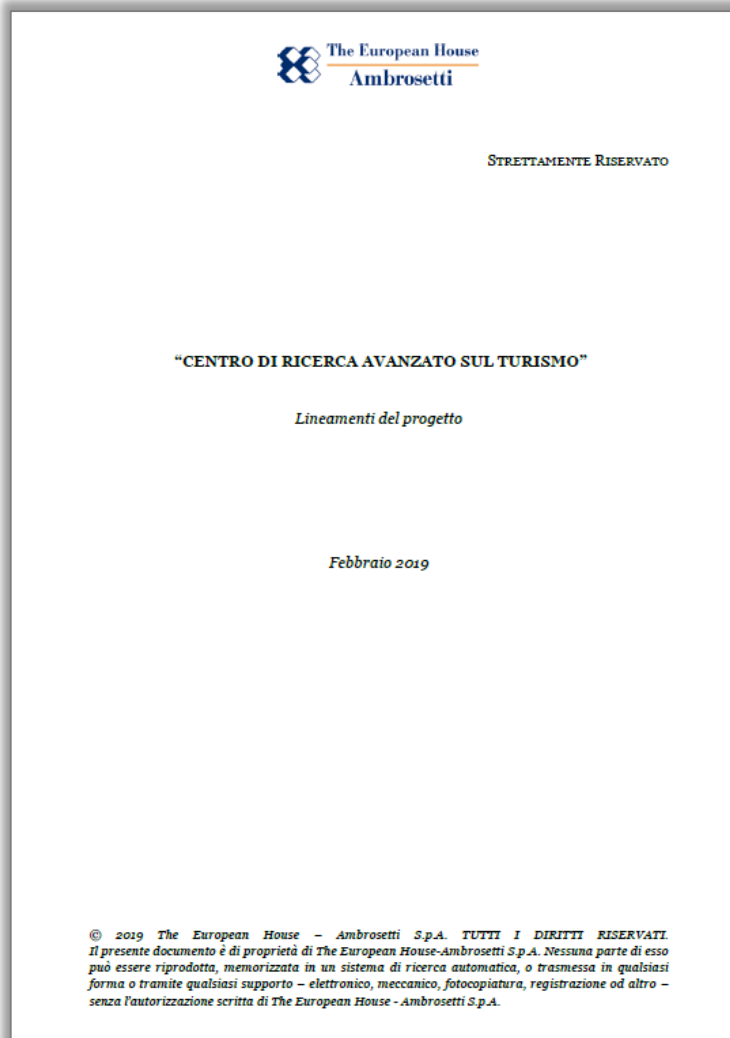 The European House
Ambrosetti
STRETTAMENTE RISERVATO
“CENTRO DI RICERCA AVANZATO SUL TURISMO”
Lineamenti del progetto
Febbraio 2019
© 2019 The European House – Ambrosetti S.p.A. TUTTI I DIRITTI RISERVATI.
Il presente documento è di proprietà di The European House-Ambrosetti S.p.A. Nessuna parte di esso
può essere riprodotta, memorizzata in un sistema di ricerca automatica, o trasmessa in qualsiasi
forma o tramite qualsiasi supporto – elettronico, meccanico, fotocopiatura, registrazione od altro –
senza l'autorizzazione scritta di The European House - Ambrosetti S.p.A.